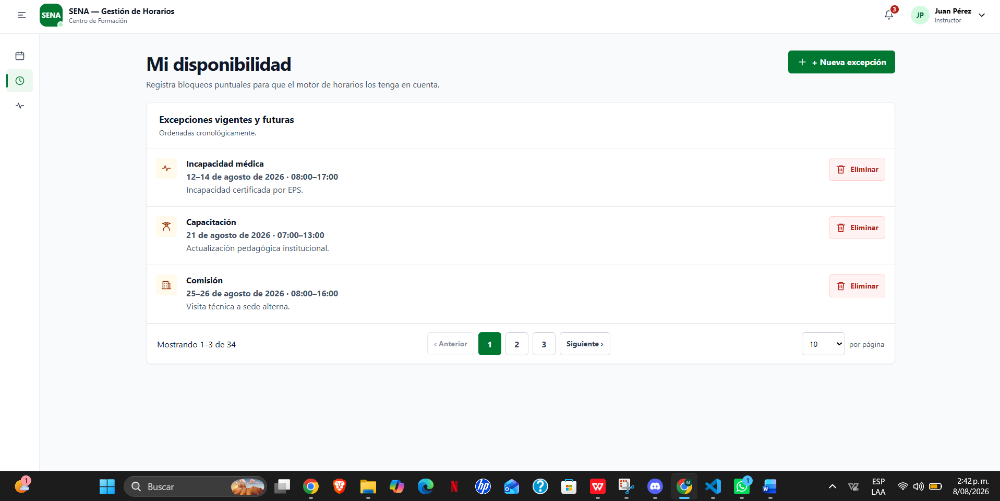 SENA
SENA — Gestión de Horarios
Centro de Formación
3
JP
Juan Pérez
Instructor
Mi disponibilidad
+ Nueva excepción
Registra bloqueos puntuales para que el motor de horarios los tenga en cuenta.
Excepciones vigentes y futuras
Ordenadas cronológicamente.
Incapacidad médica
12–14 de agosto de 2026 · 08:00–17:00
Incapacidad certificada por EPS.
Eliminar
Capacitación
21 de agosto de 2026 · 07:00–13:00
Actualización pedagógica institucional.
Eliminar
Comisión
25–26 de agosto de 2026 · 08:00–16:00
Visita técnica a sede alterna.
Eliminar
Mostrando 1–3 de 34
‹ Anterior
1
2
3
Siguiente ›
10
por página
1
Buscar
N
hp
?
W
M
1
W
ESP
LAA
2:42 p. m.
8/08/2026